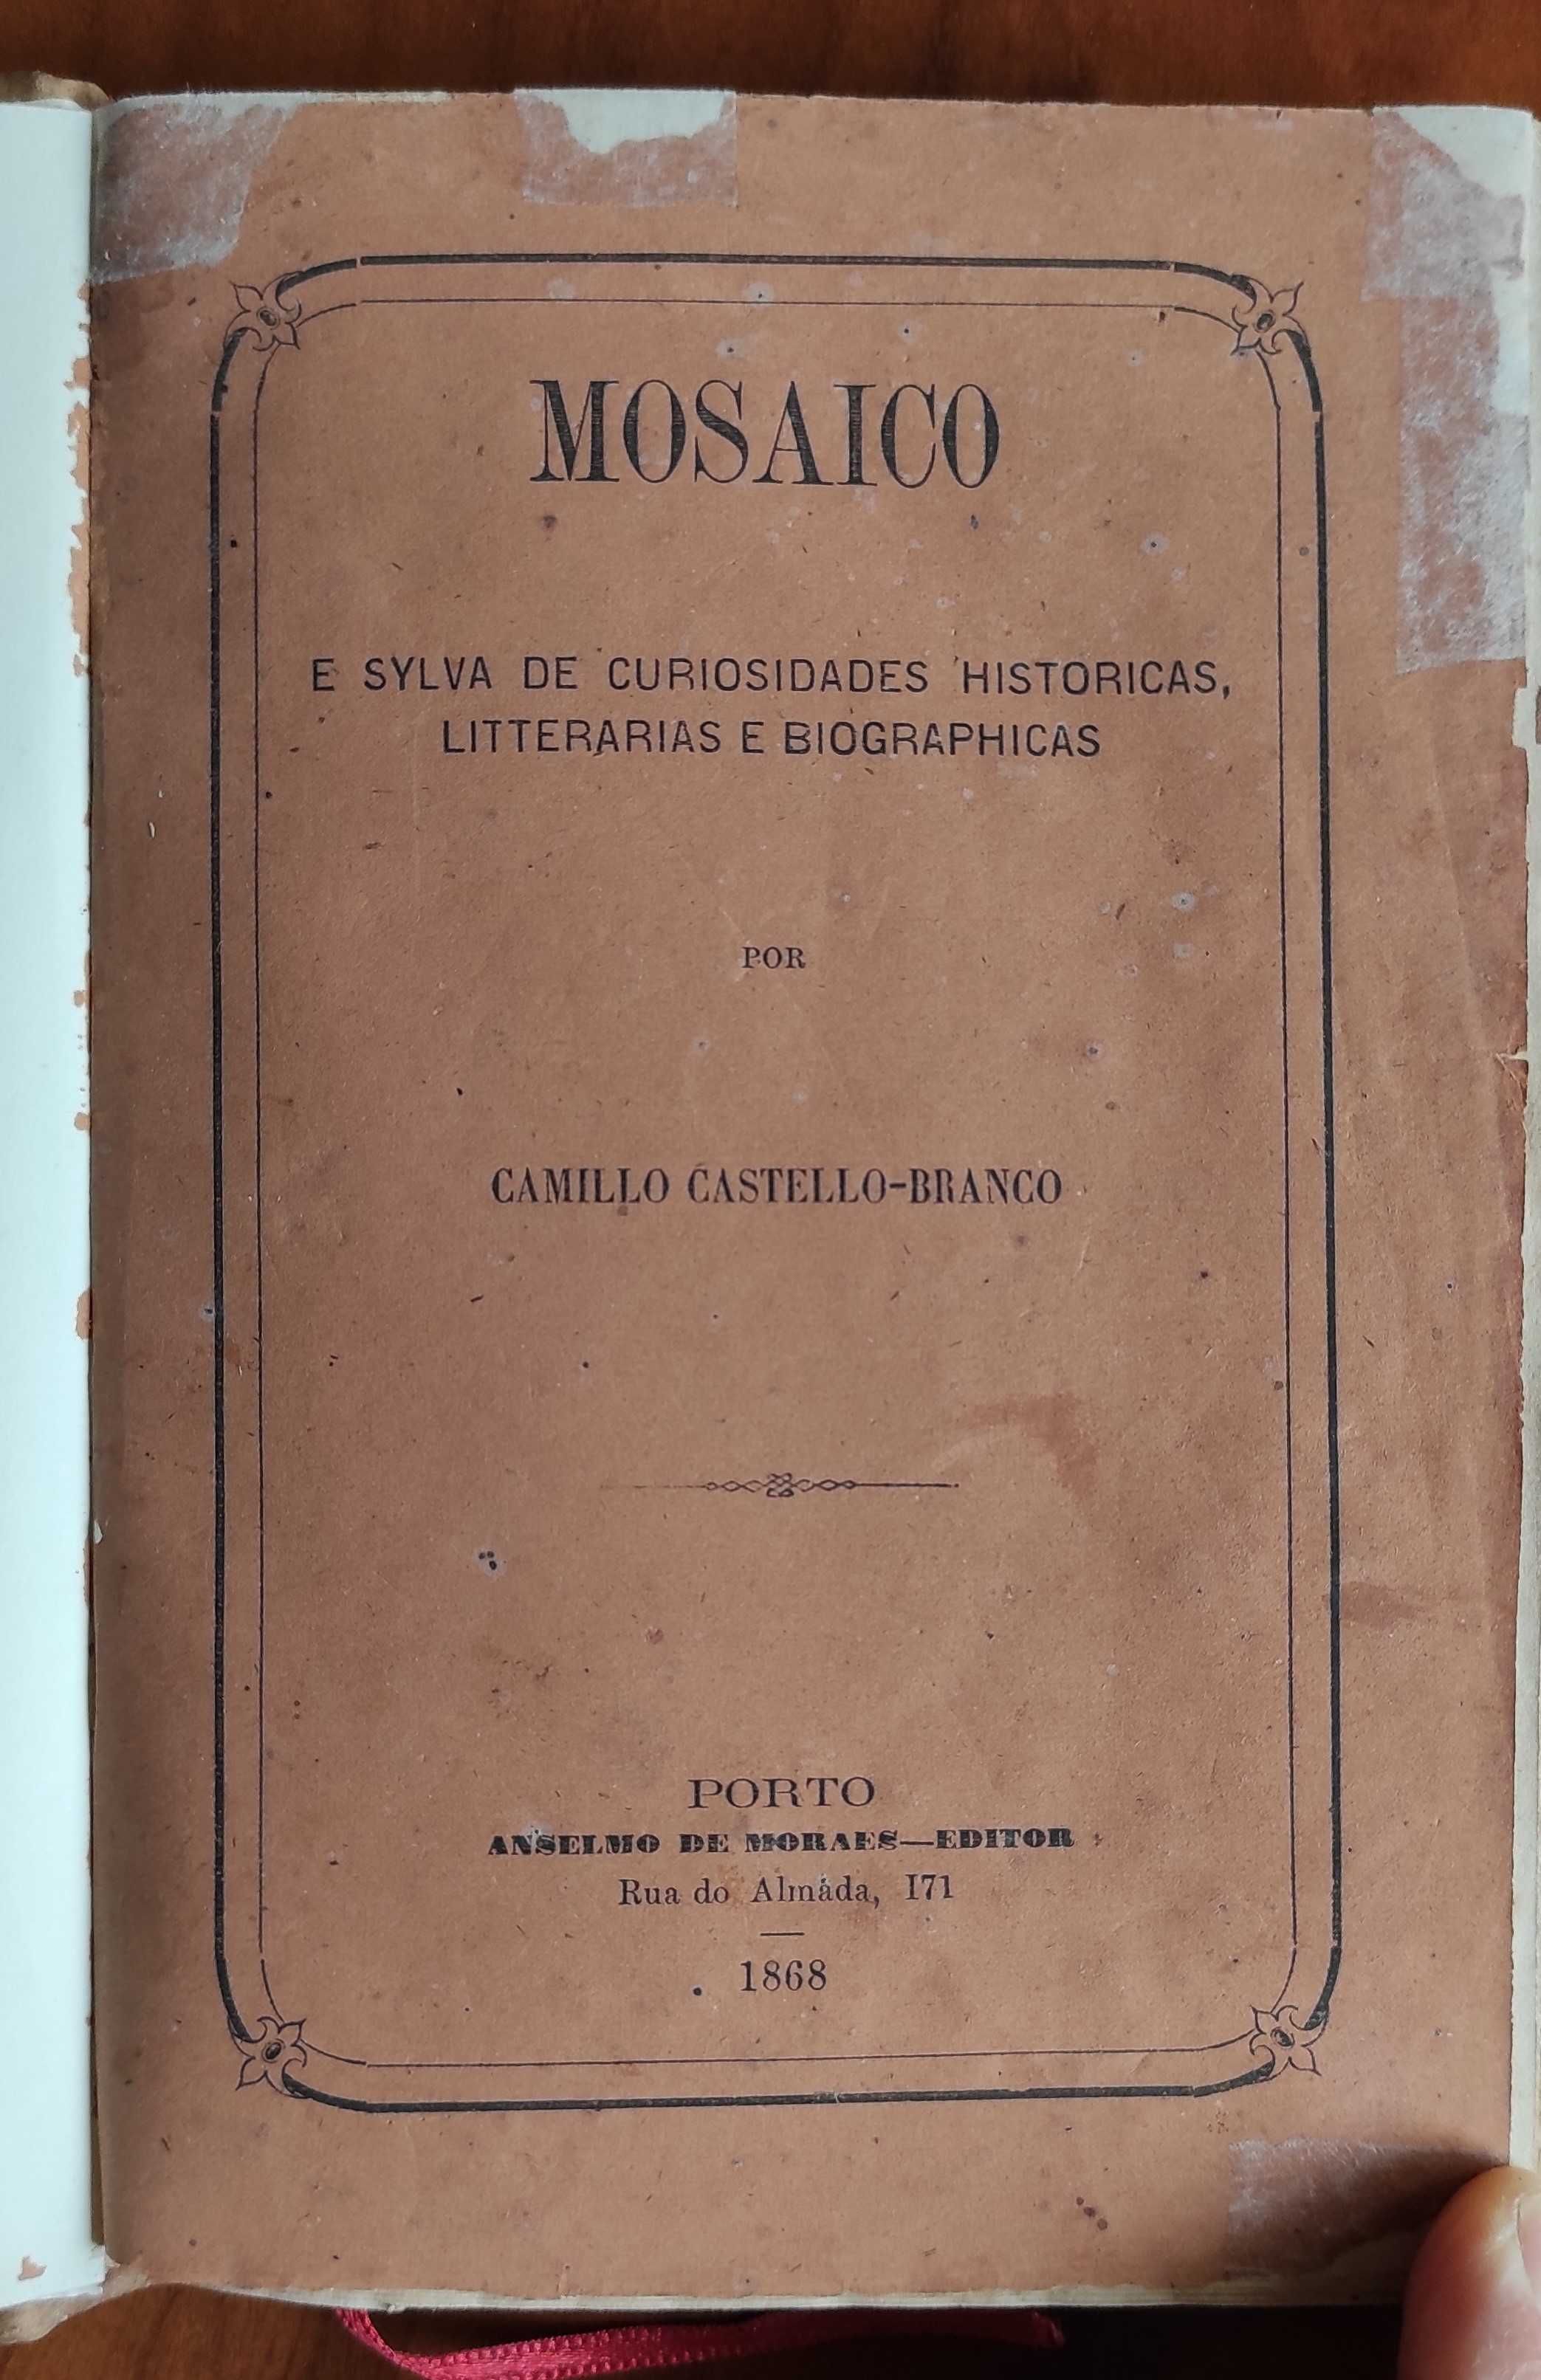 MOSAICO
E SYLVA DE CURIOSIDADES HISTORICAS,
LITTERARIAS E BIOGRAPHICAS
POR
CAMILLO CASTELLO-BRANCO
PORTO
ANSELMO DE MORAES—EDITOR
Rua do Almada, 171
1868